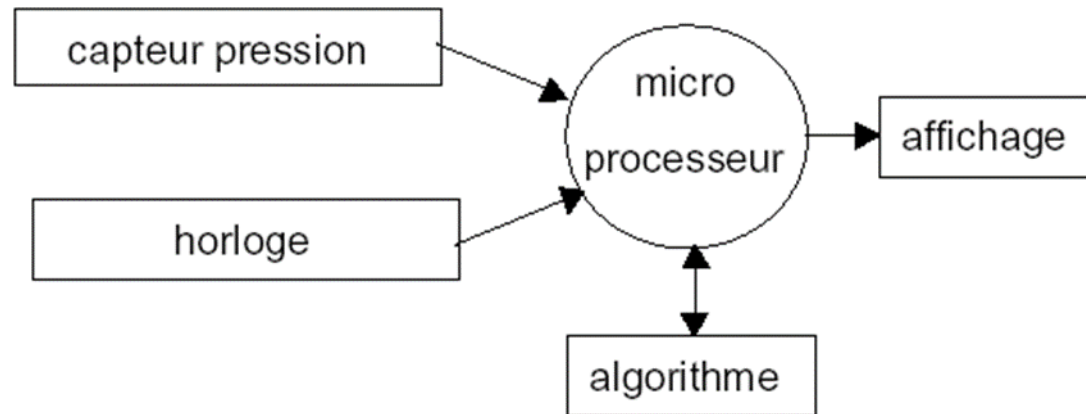 capteur pression
micro
processeur
affichage
horloge
algorithme